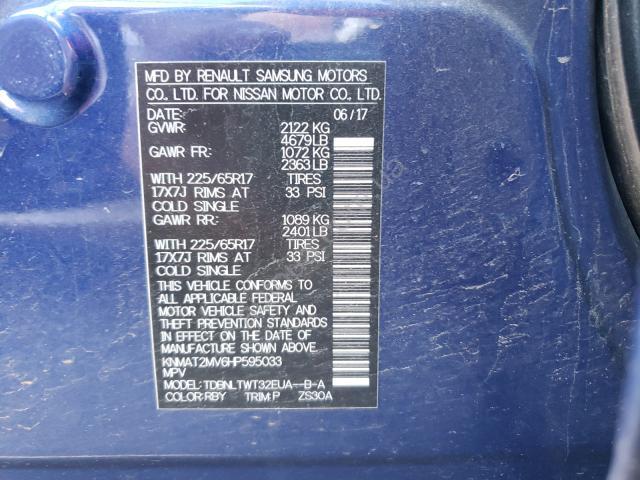 MFD BY RENAULT SAMSUNG MOTORS
CO., LTD. FOR NISSAN MOTOR CO., LTD.
DATE: 06/17
GVWR: 2122 KG
4679LB
GAWR FR: 1072 KG
2363LB
WITH 225/65R17 TIRES
17X7J RIMS AT 33 PSI
COLD SINGLE
GAWR RR: 1089 KG
2401LB
WITH 225/65R17 TIRES
17X7J RIMS AT 33 PSI
COLD SINGLE
THIS VEHICLE CONFORMS TO
ALL APPLICABLE FEDERAL
MOTOR VEHICLE SAFETY AND
THEFT PREVENTION STANDARDS
IN EFFECT ON THE DATE OF
MANUFACTURE SHOWN ABOVE.
KNMAT2MV6HP595033
MPV
MODEL:TDBNLTWT32EUA--D-A
COLOR:RBY TRIM:P ZS30A